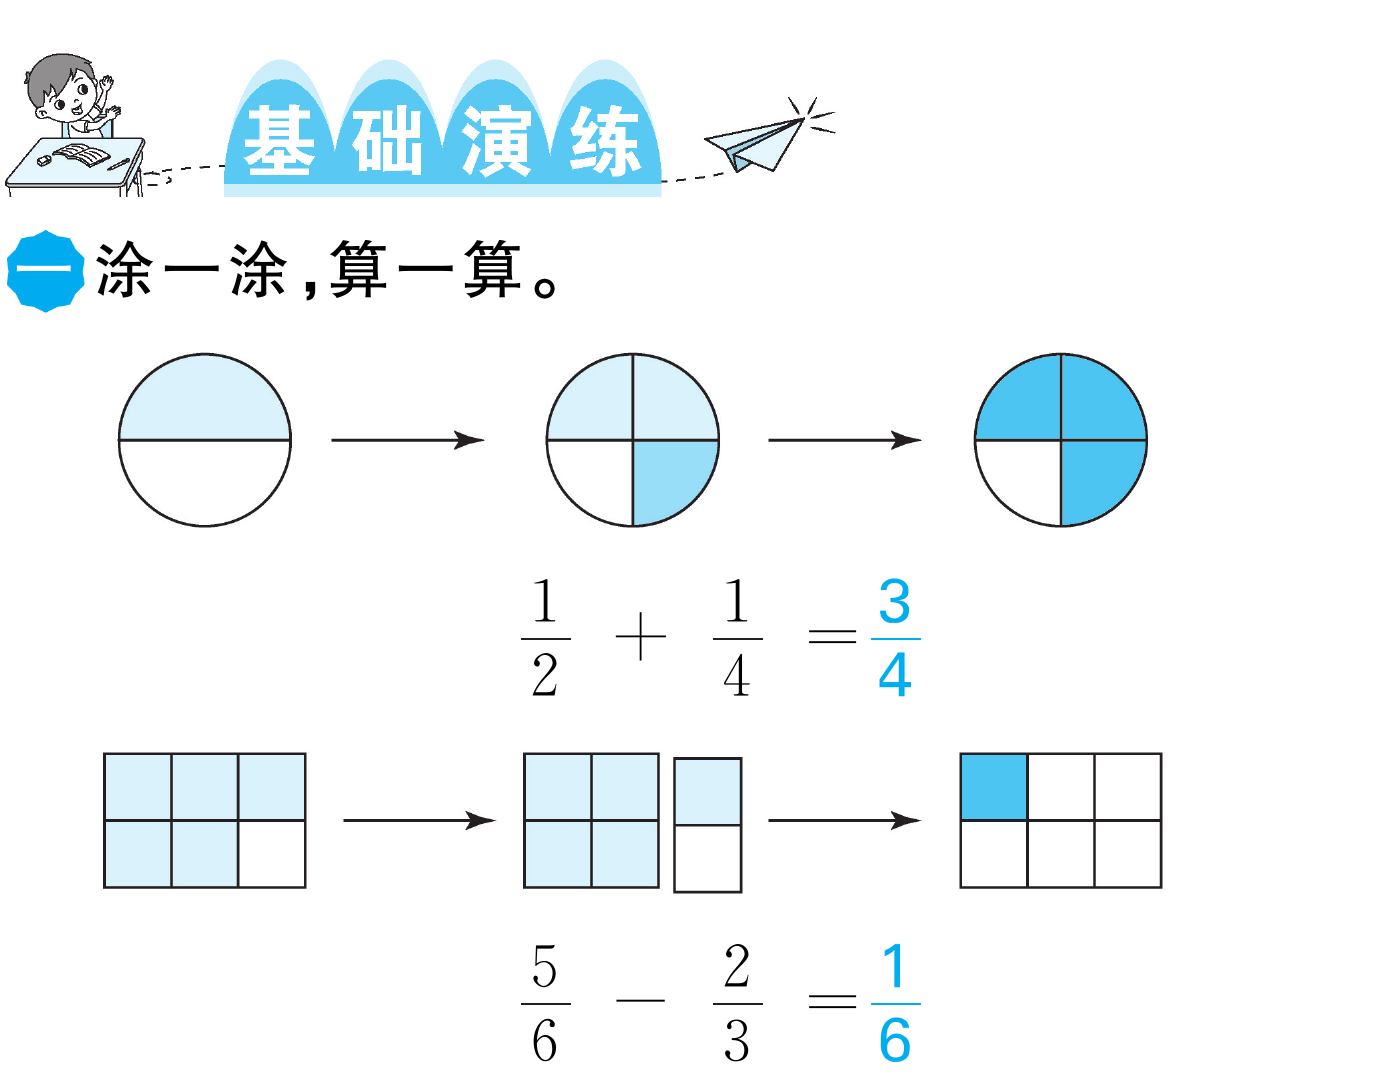 基础演练
一 涂一涂,算一算。
1/2 + 1/4 = 3/4
5/6 - 2/3 = 1/6